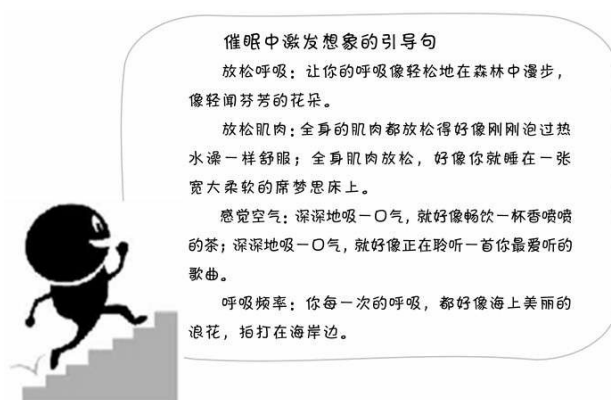 催眠中激发想象的引导句
放松呼吸：让你的呼吸像轻松地在森林中漫步，
像轻闻芬芳的花朵。
放松肌肉：全身的肌肉都放松得好像刚刚泡过热
水澡一样舒服；全身肌肉放松，好像你就睡在一张
宽大柔软的席梦思床上。
感觉空气：深深地吸一口气，就好像畅饮一杯香喷喷
的茶；深深地吸一口气，就好像正在聆听一首你最爱听的
歌曲。
呼吸频率：你每一次的呼吸，都好像海上美丽的
浪花，拍打在海岸边。